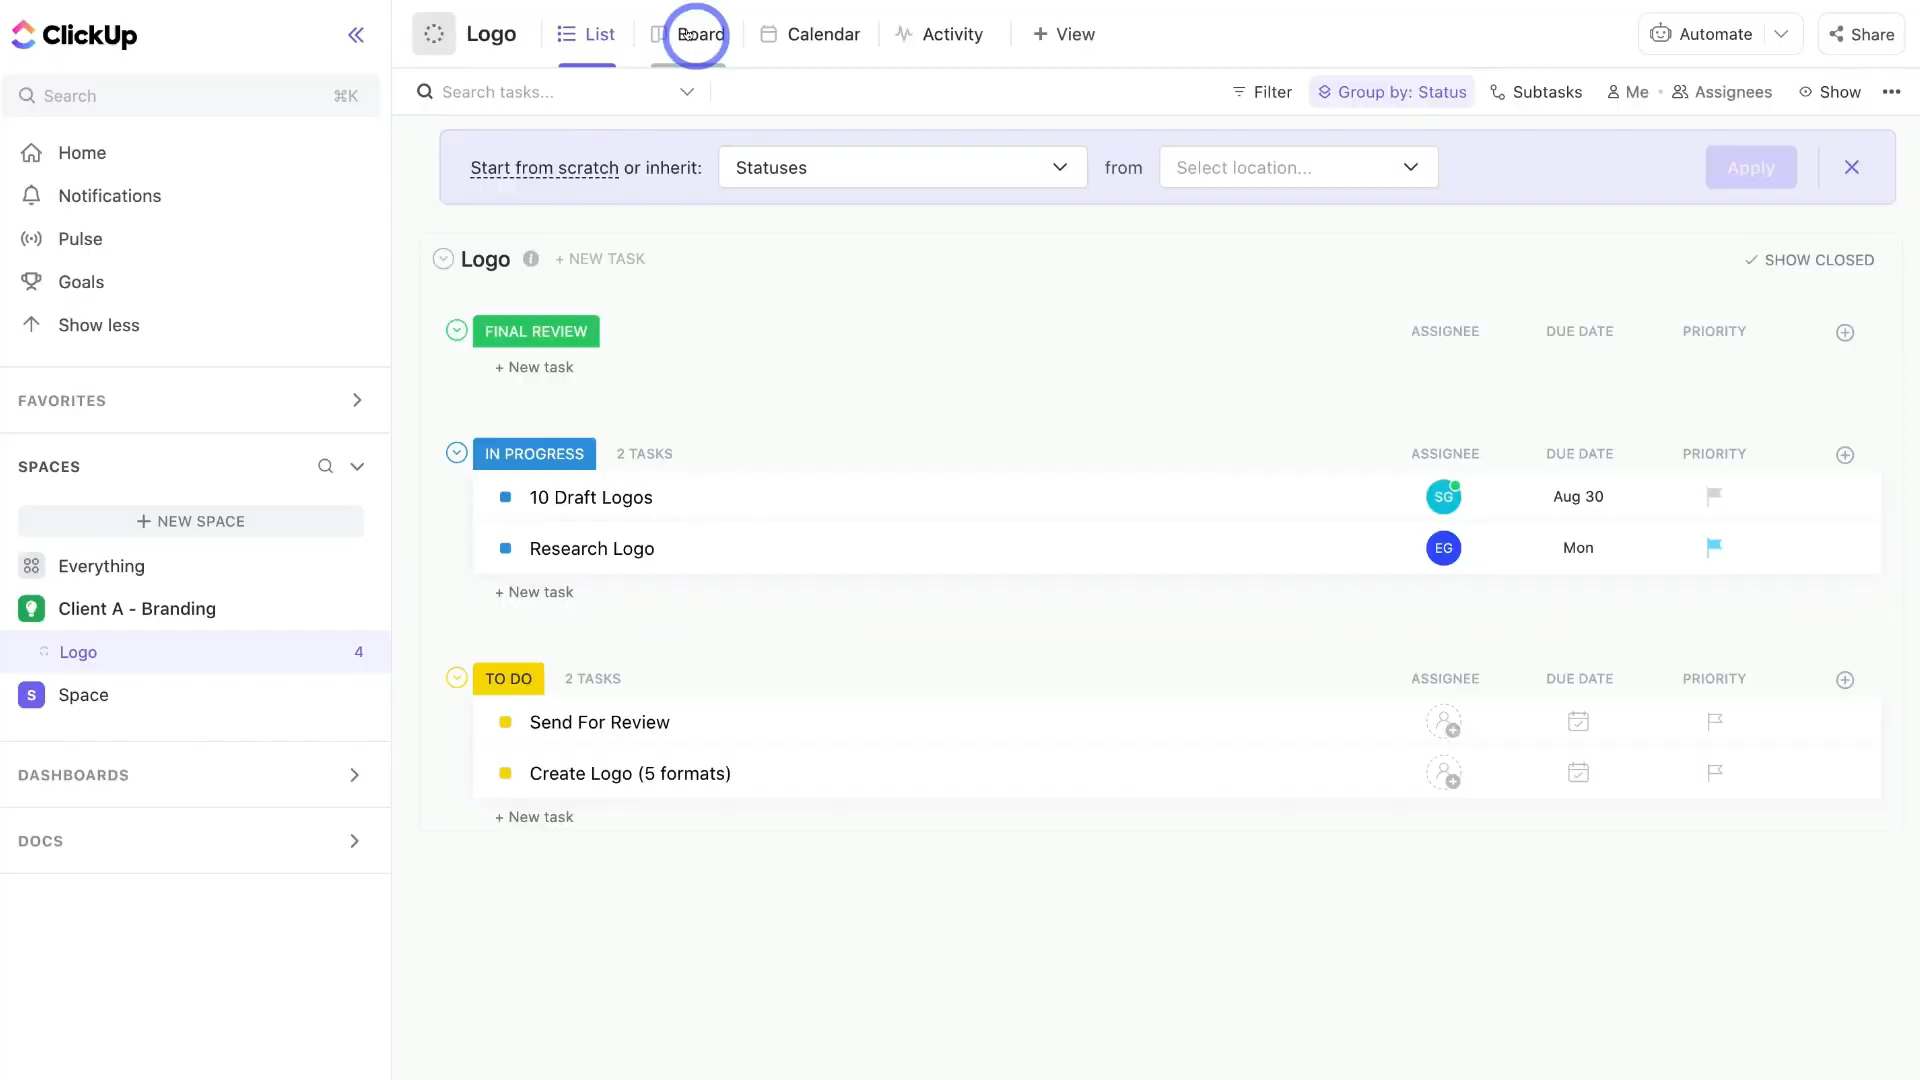 ClickUp
Logo
List
Board
Calendar
Activity
+ View
Automate
Share
Search
⌘K
Search tasks...
Filter
Group by: Status
Subtasks
Me
Assignees
Show
Home
Notifications
Pulse
Goals
Show less
FAVORITES
SPACES
+ NEW SPACE
Everything
Client A - Branding
Logo 4
S Space
DASHBOARDS
DOCS
Start from scratch or inherit: Statuses from Select location... Apply
Logo + NEW TASK SHOW CLOSED
FINAL REVIEW ASSIGNEE DUE DATE PRIORITY
+ New task
IN PROGRESS 2 TASKS ASSIGNEE DUE DATE PRIORITY
10 Draft Logos SG Aug 30
Research Logo EG Mon
+ New task
TO DO 2 TASKS ASSIGNEE DUE DATE PRIORITY
Send For Review
Create Logo (5 formats)
+ New task